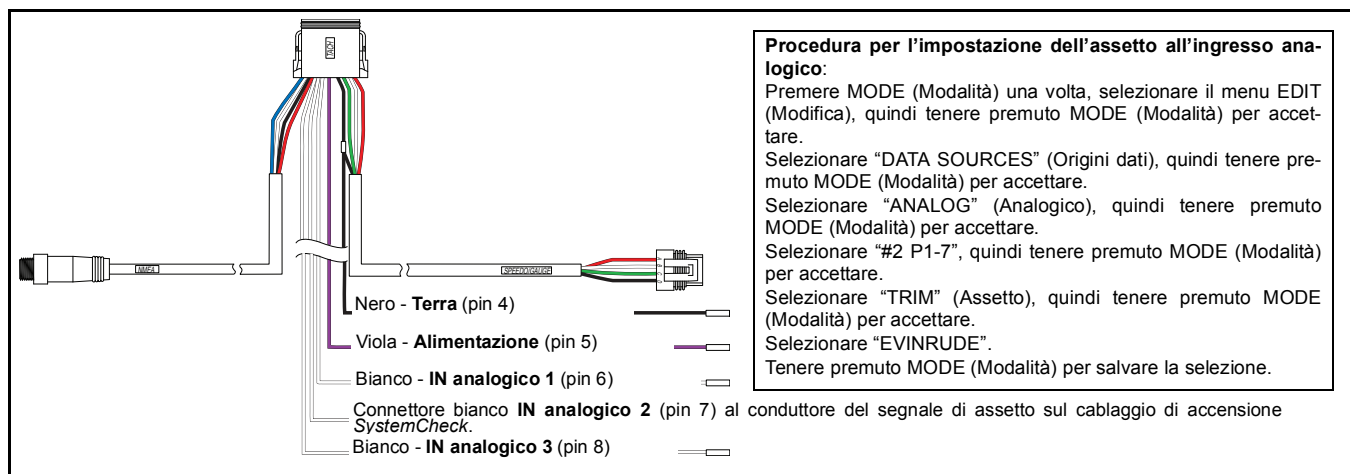 TACH
Procedura per l'impostazione dell'assetto all'ingresso ana-
logico:
Premere MODE (Modalità) una volta, selezionare il menu EDIT
(Modifica), quindi tenere premuto MODE (Modalità) per accet-
tare.
Selezionare “DATA SOURCES” (Origini dati), quindi tenere pre-
muto MODE (Modalità) per accettare.
Selezionare “ANALOG” (Analogico), quindi tenere premuto
MODE (Modalità) per accettare.
Selezionare “#2 P1-7”, quindi tenere premuto MODE (Modalità)
per accettare.
Selezionare “TRIM” (Assetto), quindi tenere premuto MODE
(Modalità) per accettare.
Selezionare “EVINRUDE”.
Tenere premuto MODE (Modalità) per salvare la selezione.
NMEA
SPEEDO/GAUGE
Nero - Terra (pin 4)
Viola - Alimentazione (pin 5)
Bianco - IN analogico 1 (pin 6)
Connettore bianco IN analogico 2 (pin 7) al conduttore del segnale di assetto sul cablaggio di accensione
SystemCheck.
Bianco - IN analogico 3 (pin 8)